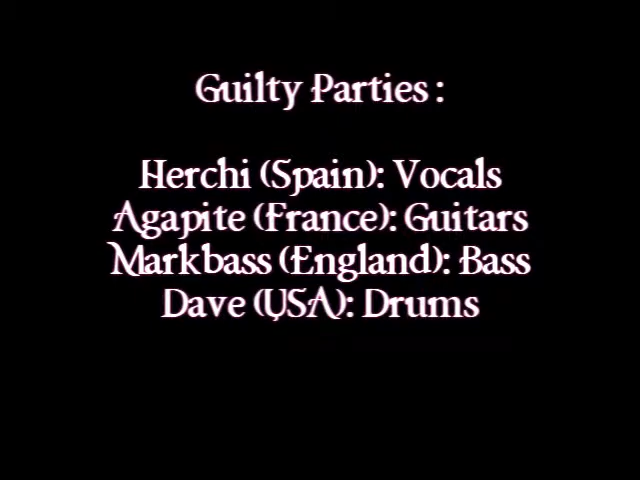 Guilty Parties :
Herchi (Spain): Vocals
Agapite (France): Guitars
Markbass (England): Bass
Dave (USA): Drums